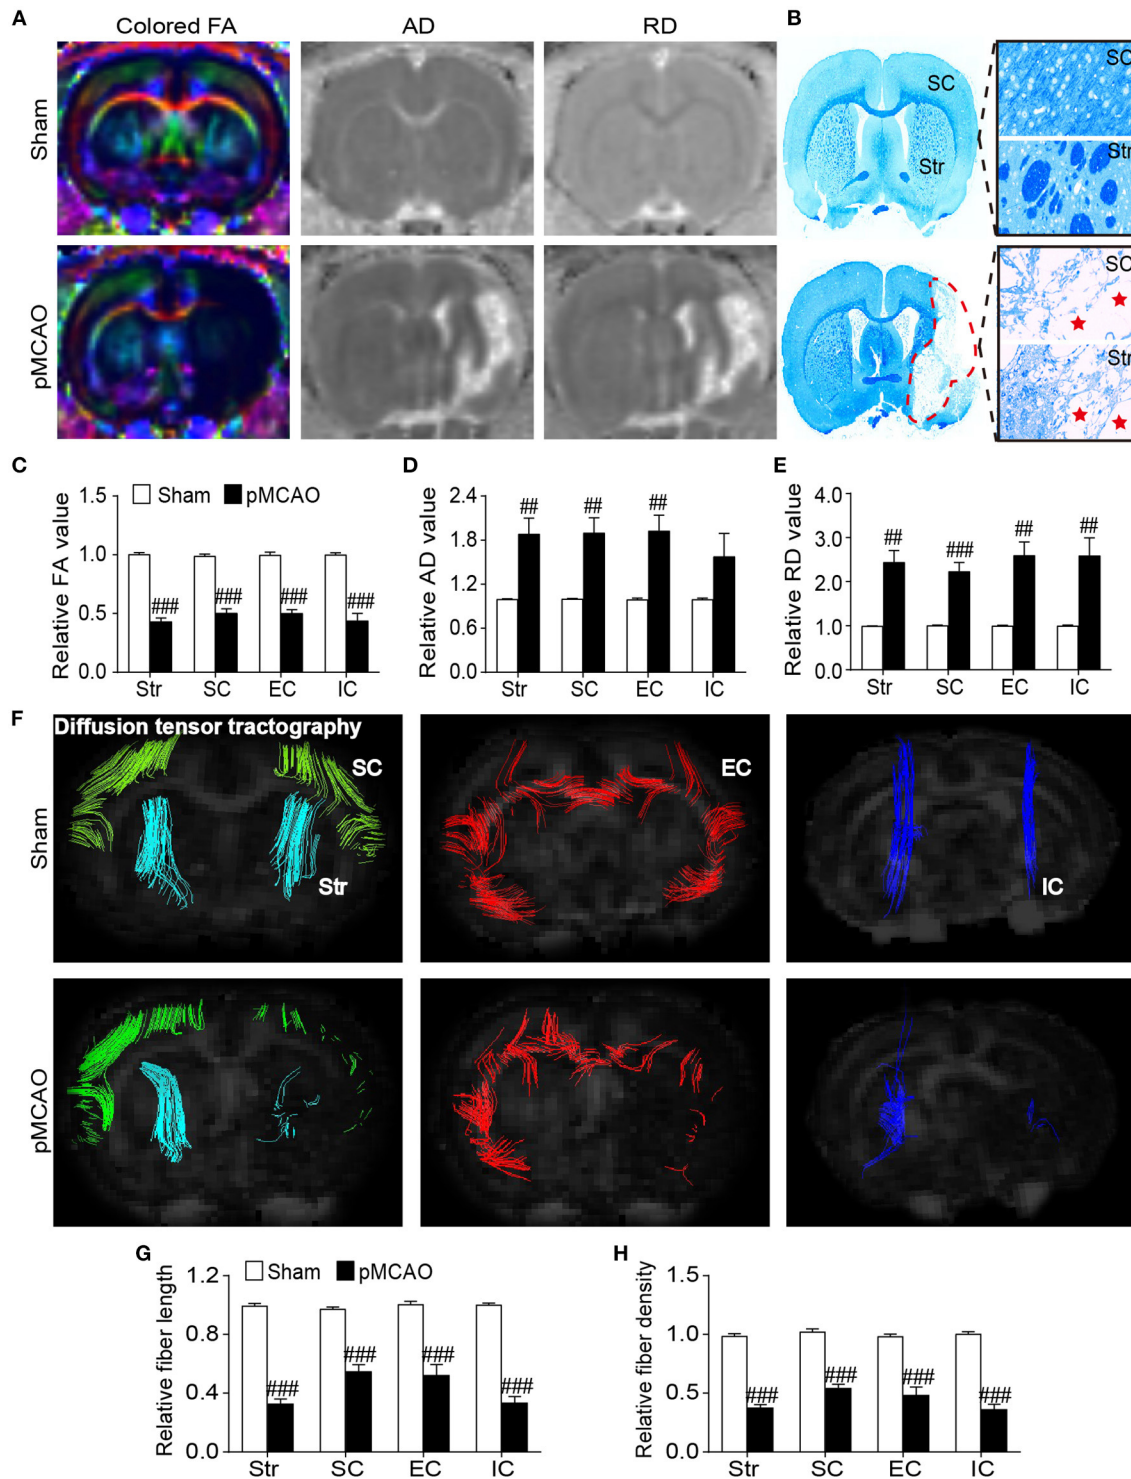 A
Colored FA
AD
RD
B
Sham
SC
Str
SC
Str
pMCAO
SC
Str
C
Relative FA value
1.5
1.0
0.5
0.0
Sham
pMCAO
###
###
###
###
Str
SC
EC
IC
D
Relative AD value
2.4
1.8
1.2
0.6
0.0
##
##
##
Str
SC
EC
IC
E
Relative RD value
4.0
3.0
2.0
1.0
0.0
##
###
##
##
Str
SC
EC
IC
F
Diffusion tensor tractography
Sham
SC
Str
EC
IC
pMCAO
G
Relative fiber length
1.2
0.8
0.4
0.0
Sham
pMCAO
###
###
###
###
Str
SC
EC
IC
H
Relative fiber density
1.5
1.0
0.5
0.0
###
###
###
###
Str
SC
EC
IC